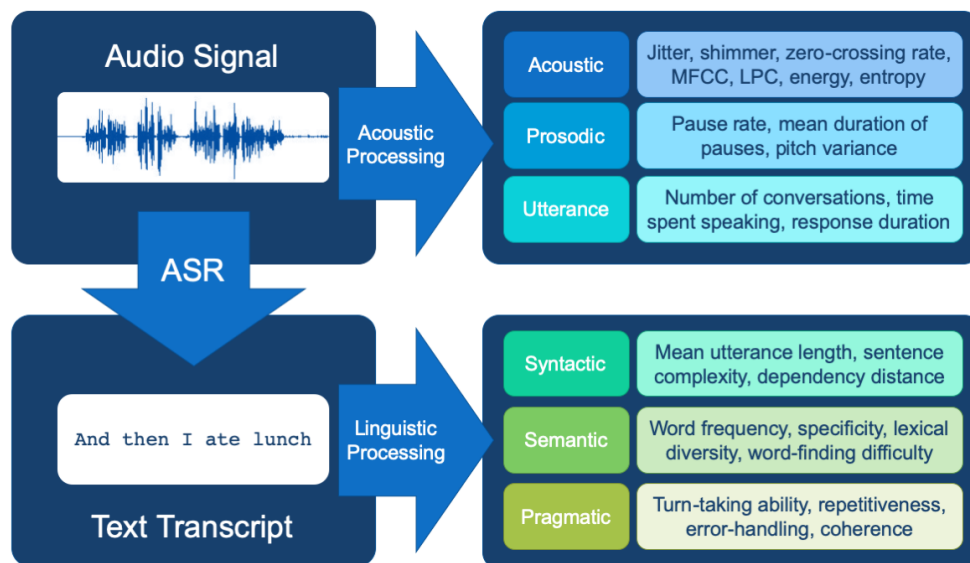 Audio Signal
Acoustic
Processing
Acoustic
Jitter, shimmer, zero-crossing rate,
MFCC, LPC, energy, entropy
Prosodic
Pause rate, mean duration of
pauses, pitch variance
Utterance
Number of conversations, time
spent speaking, response duration
ASR
And then I ate lunch
Text Transcript
Linguistic
Processing
Syntactic
Mean utterance length, sentence
complexity, dependency distance
Semantic
Word frequency, specificity, lexical
diversity, word-finding difficulty
Pragmatic
Turn-taking ability, repetitiveness,
error-handling, coherence